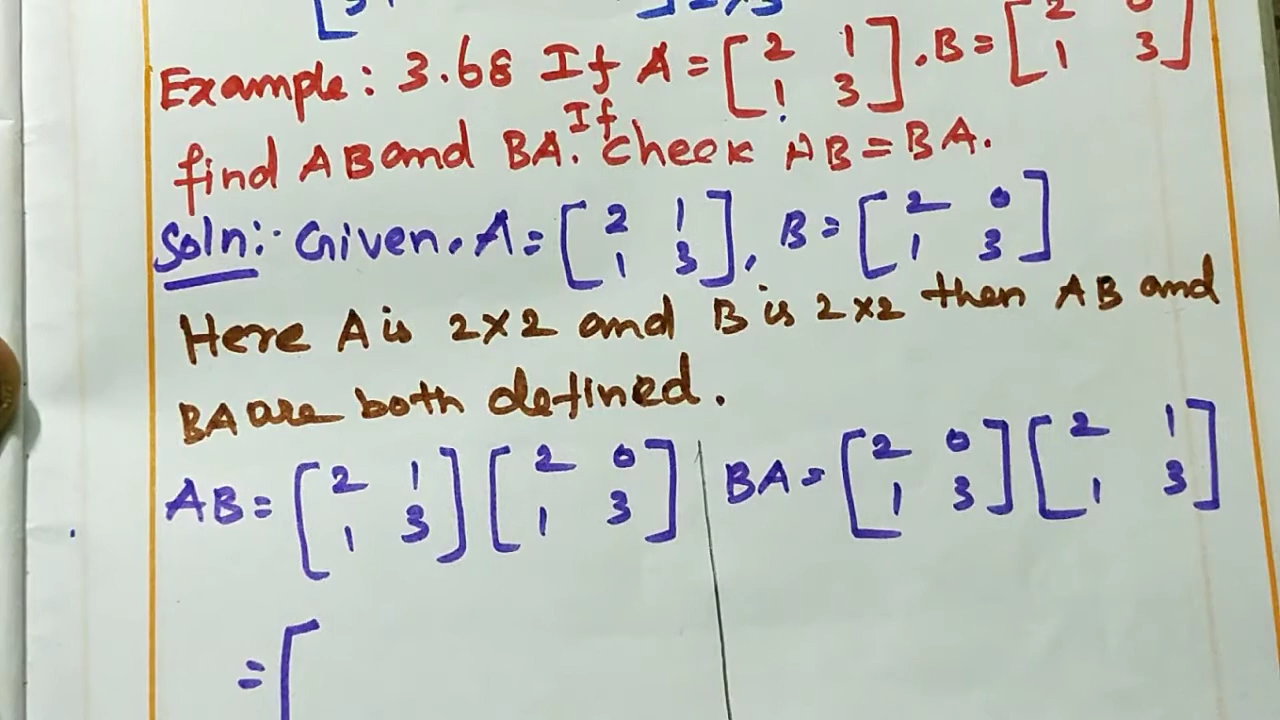 Example: 3.68 If A = [2 1
1 3], B = [2 0
1 3]
find AB and BA. If check AB = BA.
Soln:- Given, A = [2 1
1 3], B = [2 0
1 3]
Here A is 2×2 and B is 2×2 then AB and
BA are both defined.
AB = [2 1
1 3] [2 0
1 3]
BA = [2 0
1 3] [2 1
1 3]
= [